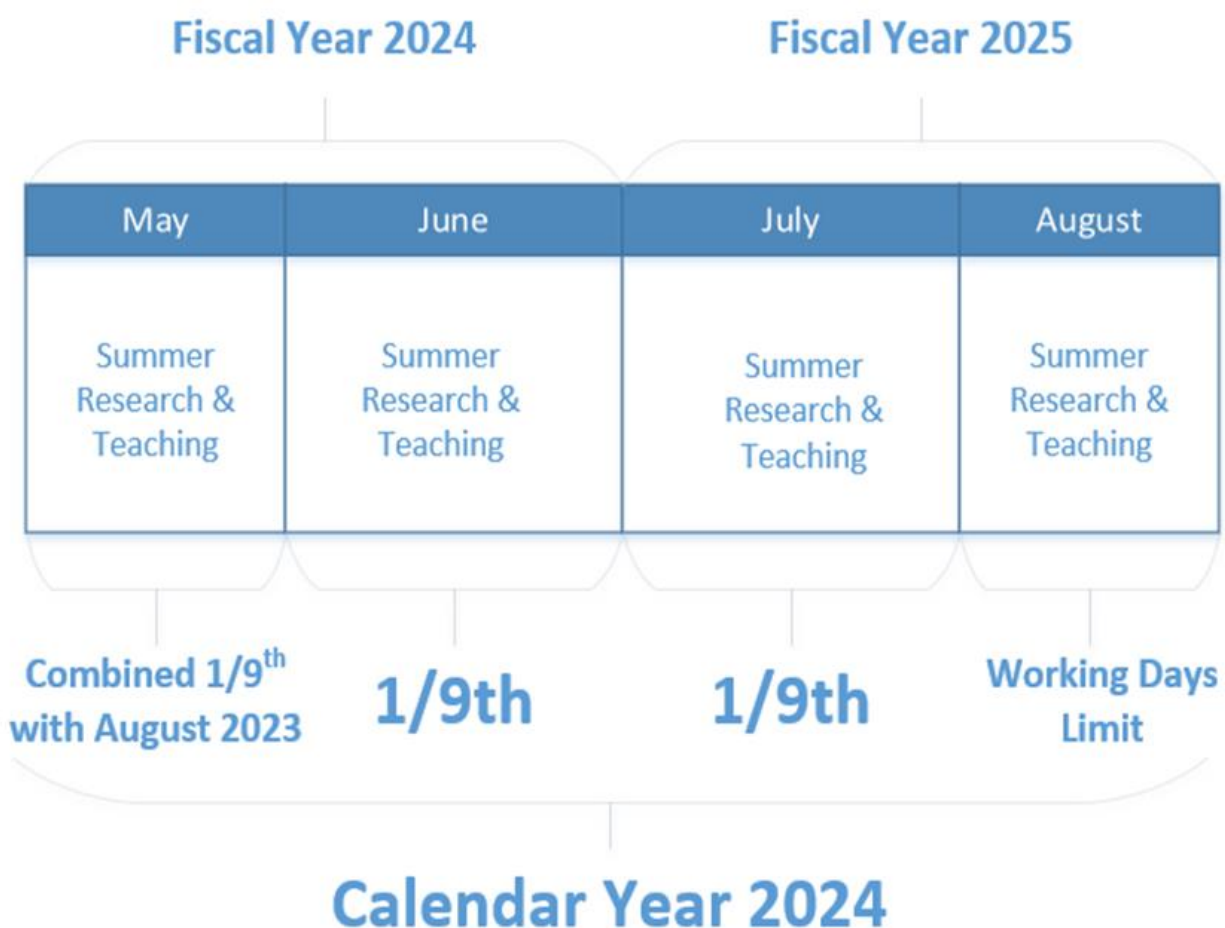 Fiscal Year 2024
Fiscal Year 2025
May
June
July
August
Summer
Research &
Teaching
Summer
Research &
Teaching
Summer
Research &
Teaching
Summer
Research &
Teaching
Combined 1/9th
with August 2023
1/9th
1/9th
Working Days
Limit
Calendar Year 2024